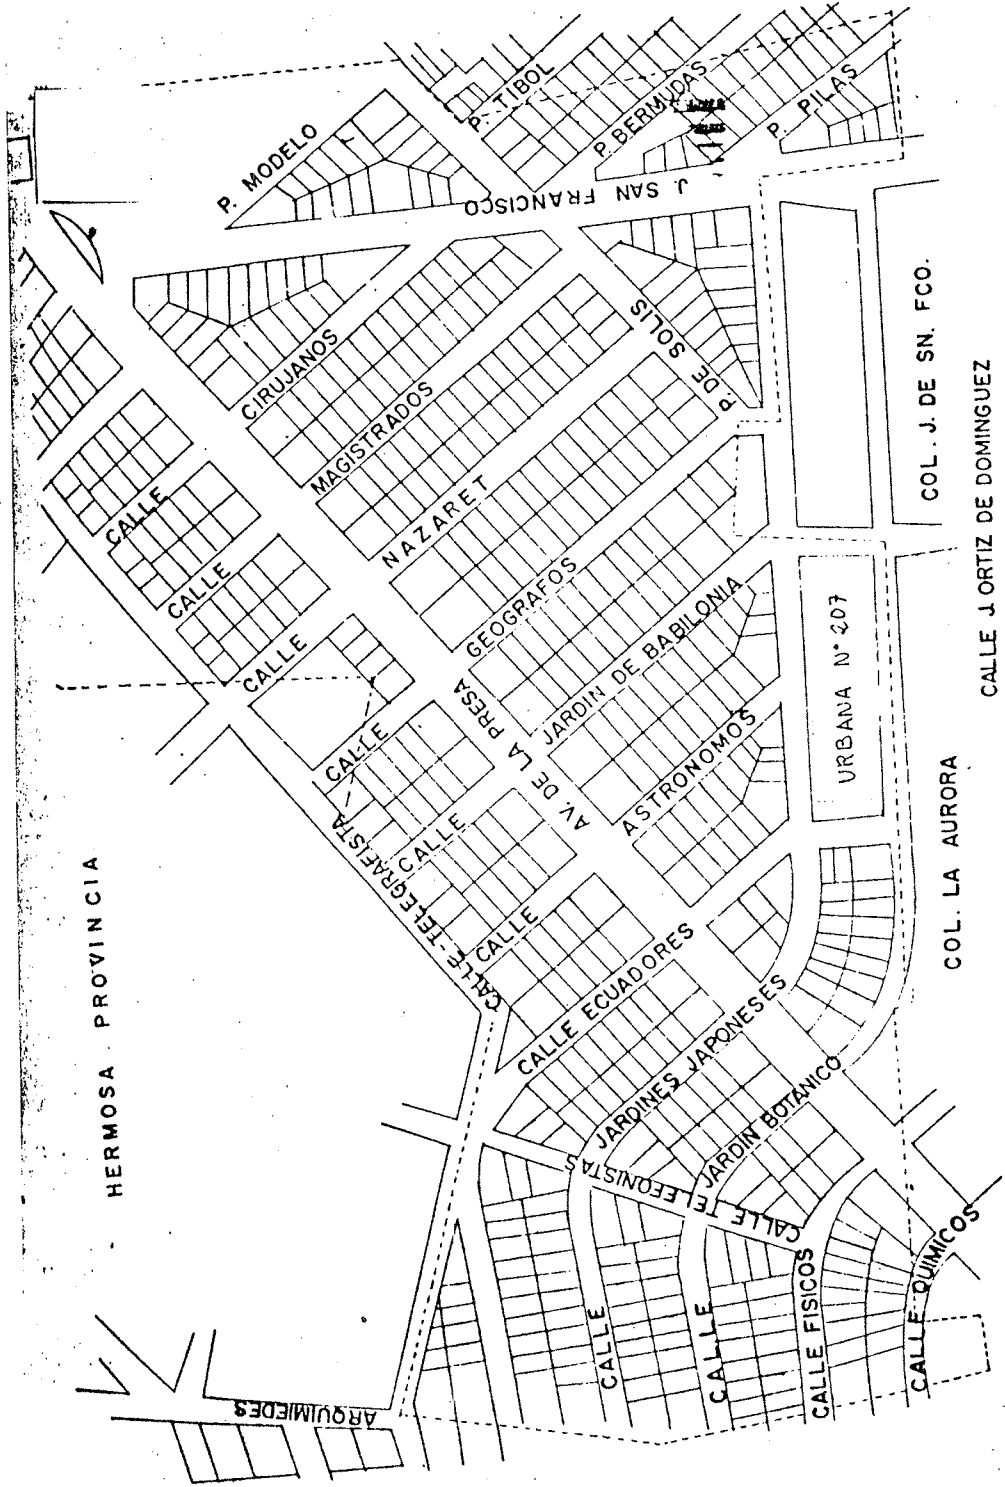 P. MODELO
P. TIBOL
P. BERMUDAS
P. PILAS
J. SAN FRANCISCO
CIRUJANOS
MAGISTRADOS
P. DE SOLIS
NAZARET
GEOGRAFOS
JARDIN DE BABILONIA
ASTRONOMOS
AV. DE LA PRESA
CALLE
CALLE
CALLE
CALLE
CALLE
CALLE
CALLE-TELEGRAFISTA
CALLE ECUADORES
JARDINES JAPONESES
JARDIN BOTANICO
CALLE TELEFONISTAS
CALLE
CALLE
CALLE FISICOS
CALLE QUIMICOS
ARQUIMIEDES
HERMOSA PROVINCIA
URBANA N° 207
COL. J. DE SN. FCO.
COL. LA AURORA
CALLE J ORTIZ DE DOMINGUEZ